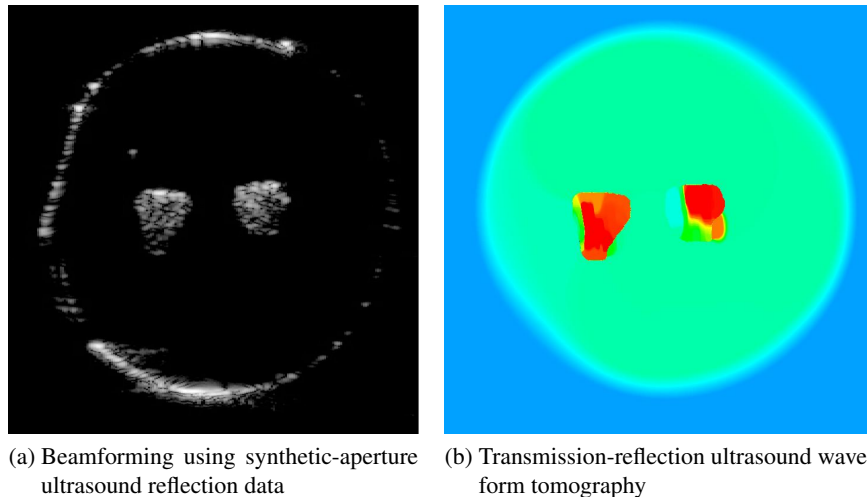 (a) Beamforming using synthetic-aperture
ultrasound reflection data
(b) Transmission-reflection ultrasound wave
form tomography